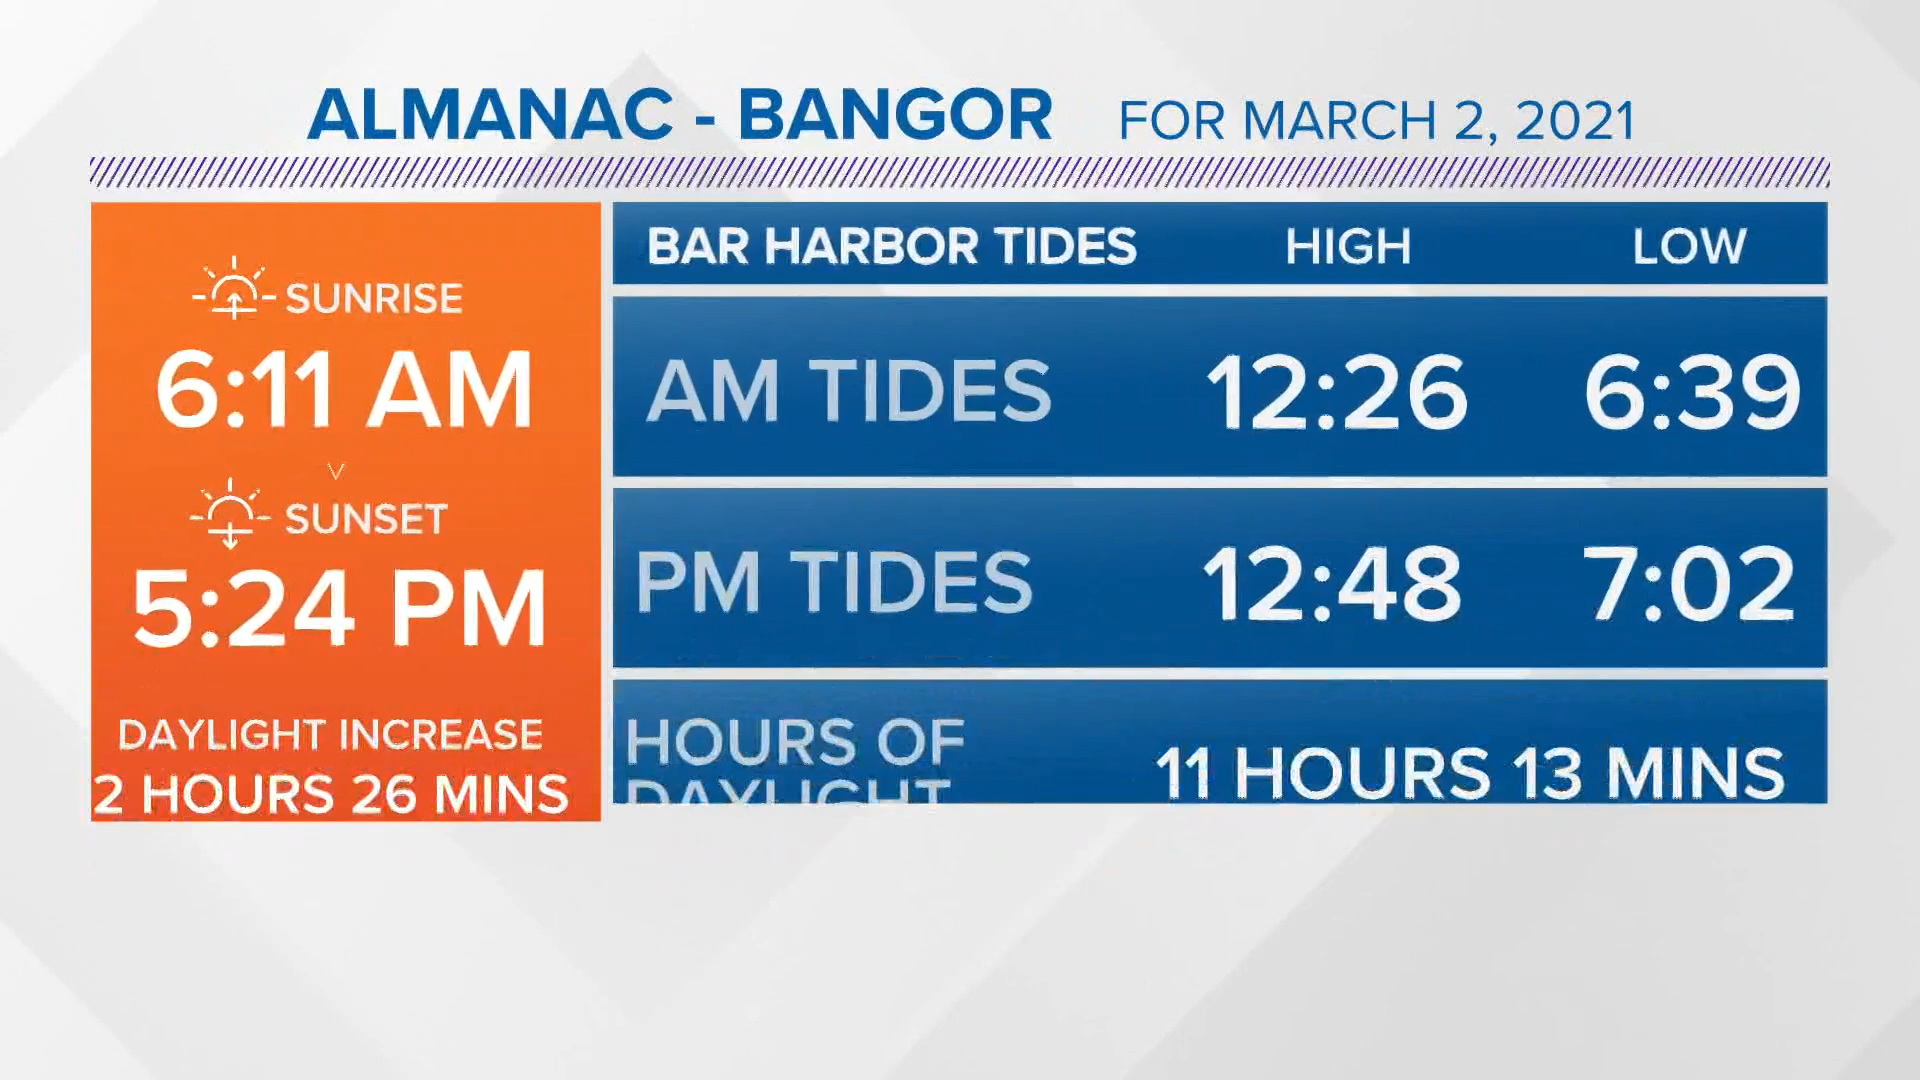 ALMANAC - BANGOR FOR MARCH 2, 2021
SUNRISE
6:11 AM
SUNSET
5:24 PM
DAYLIGHT INCREASE
2 HOURS 26 MINS
BAR HARBOR TIDES HIGH LOW
AM TIDES 12:26 6:39
PM TIDES 12:48 7:02
HOURS OF
DAYLIGHT
11 HOURS 13 MINS